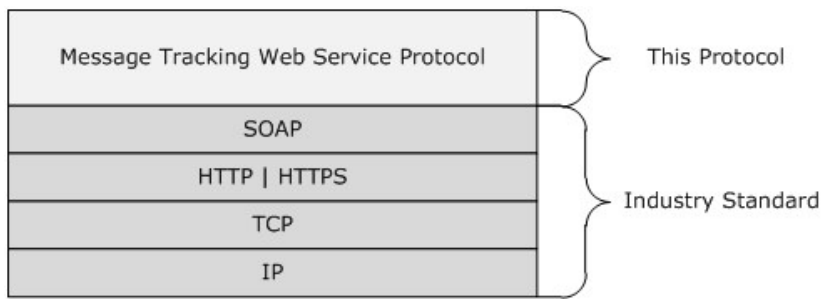 Message Tracking Web Service Protocol
This Protocol
SOAP
HTTP | HTTPS
TCP
IP
Industry Standard